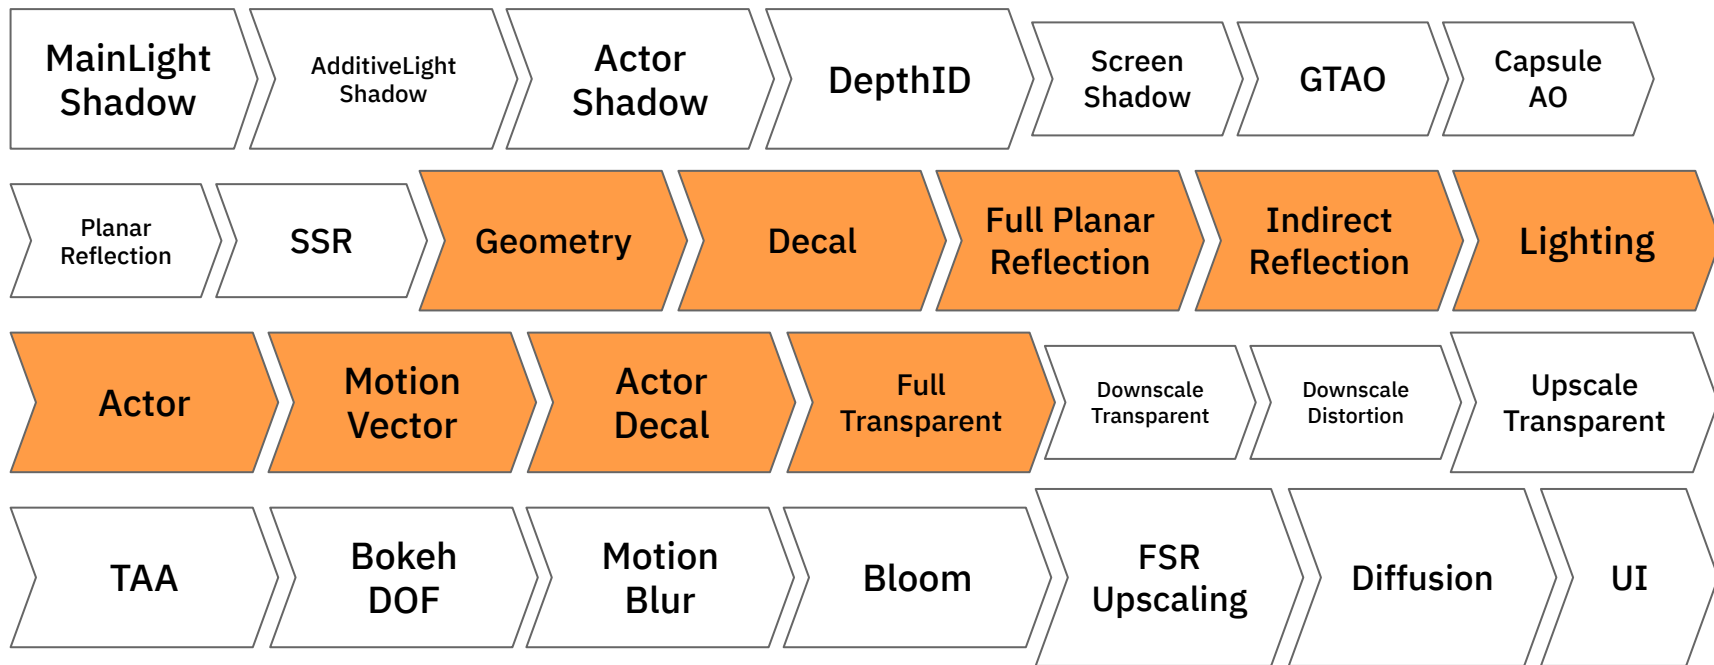 MainLight
Shadow
AdditiveLight
Shadow
Actor
Shadow
DepthID
Screen
Shadow
GTAO
Capsule
AO
Planar
Reflection
SSR
Geometry
Decal
Full Planar
Reflection
Indirect
Reflection
Lighting
Actor
Motion
Vector
Actor
Decal
Full
Transparent
Downscale
Transparent
Downscale
Distortion
Upscale
Transparent
TAA
Bokeh
DOF
Motion
Blur
Bloom
FSR
Upscaling
Diffusion
UI